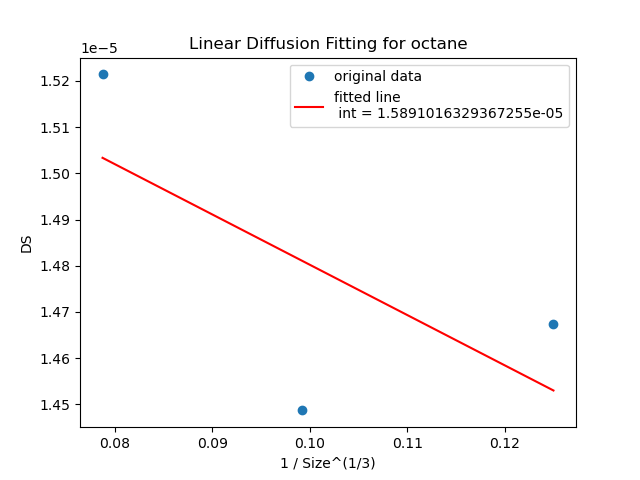 Linear Diffusion Fitting for octane
1e−5
original data
fitted line
int = 1.5891016329367255e-05
1.52
1.51
1.50
1.49
1.48
1.47
1.46
1.45
DS
0.08
0.09
0.10
0.11
0.12
1 / Size^(1/3)